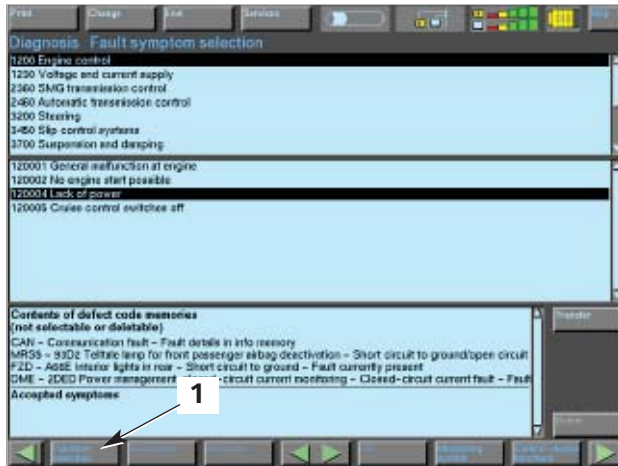 Print Change End Services
Diagnosis Fault symptom selection
1200 Engine control
1230 Voltage and current supply
2360 SMG transmission control
2460 Automatic transmission control
3200 Steering
3450 Slip control systems
3700 Suspension and damping
120001 General malfunction at engine
120002 No engine start possible
120004 Lack of power
120005 Cruise control switches off
Contents of defect code memories
(not selectable or deletable)
CAN - Communication fault - Fault details in info memory
MRS5 - 93D2 Telltale lamp for front passenger airbag deactivation - Short circuit to ground/open circuit
FZD - A68E Interior lights in rear - Short circuit to ground - Fault currently present
DME - 2DED Power management closed-circuit current monitoring - Closed-circuit current fault - Fault
Accepted symptoms
Transfer
1
Function selection